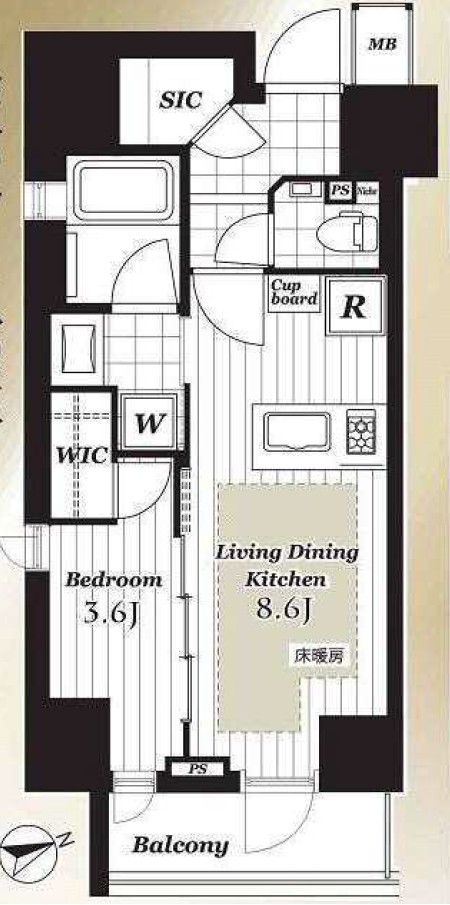 MB
SIC
PS
Niche
Cup
board
R
W
WIC
Living Dining
Kitchen
8.6J
Bedroom
3.6J
床暖房
PS
Balcony
N